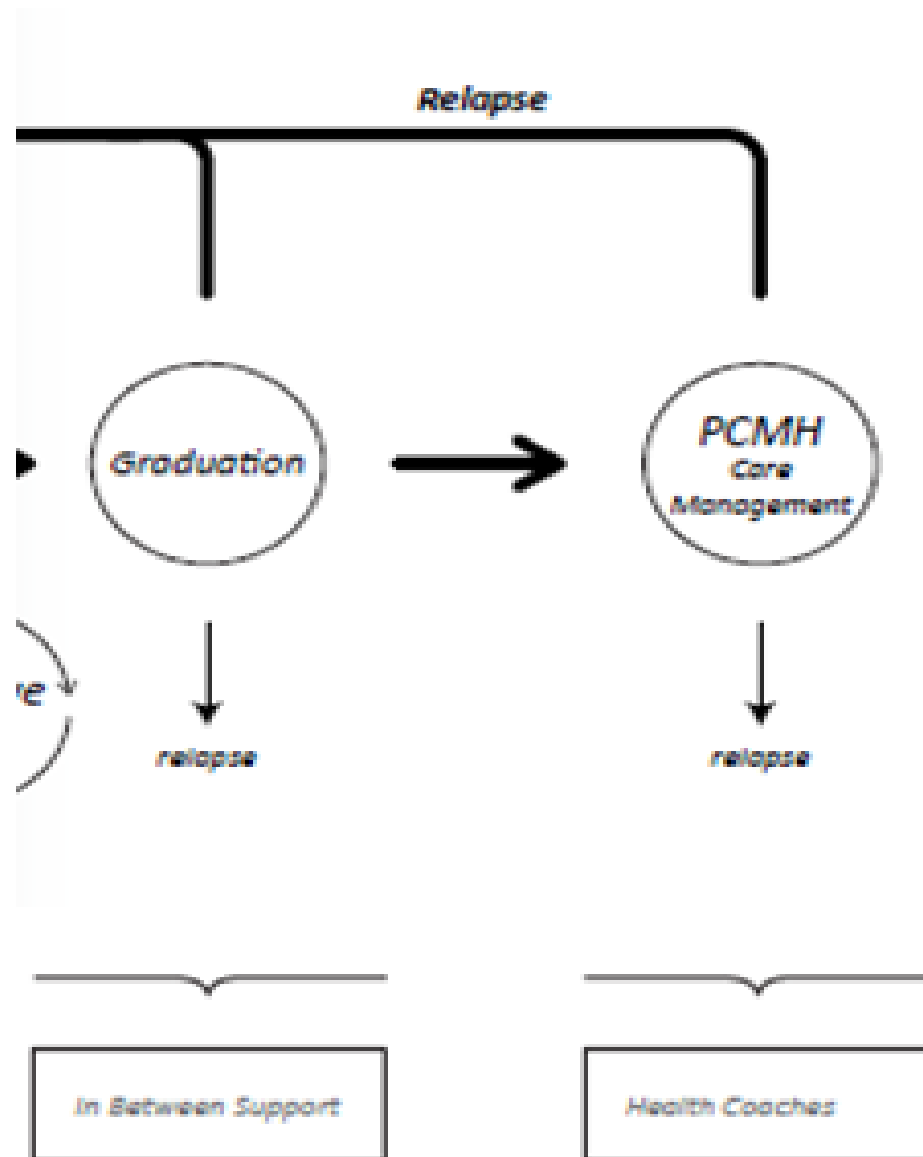 Relapse
Graduation
PCMH
Care
Management
relapse
relapse
In Between Support
Health Coaches